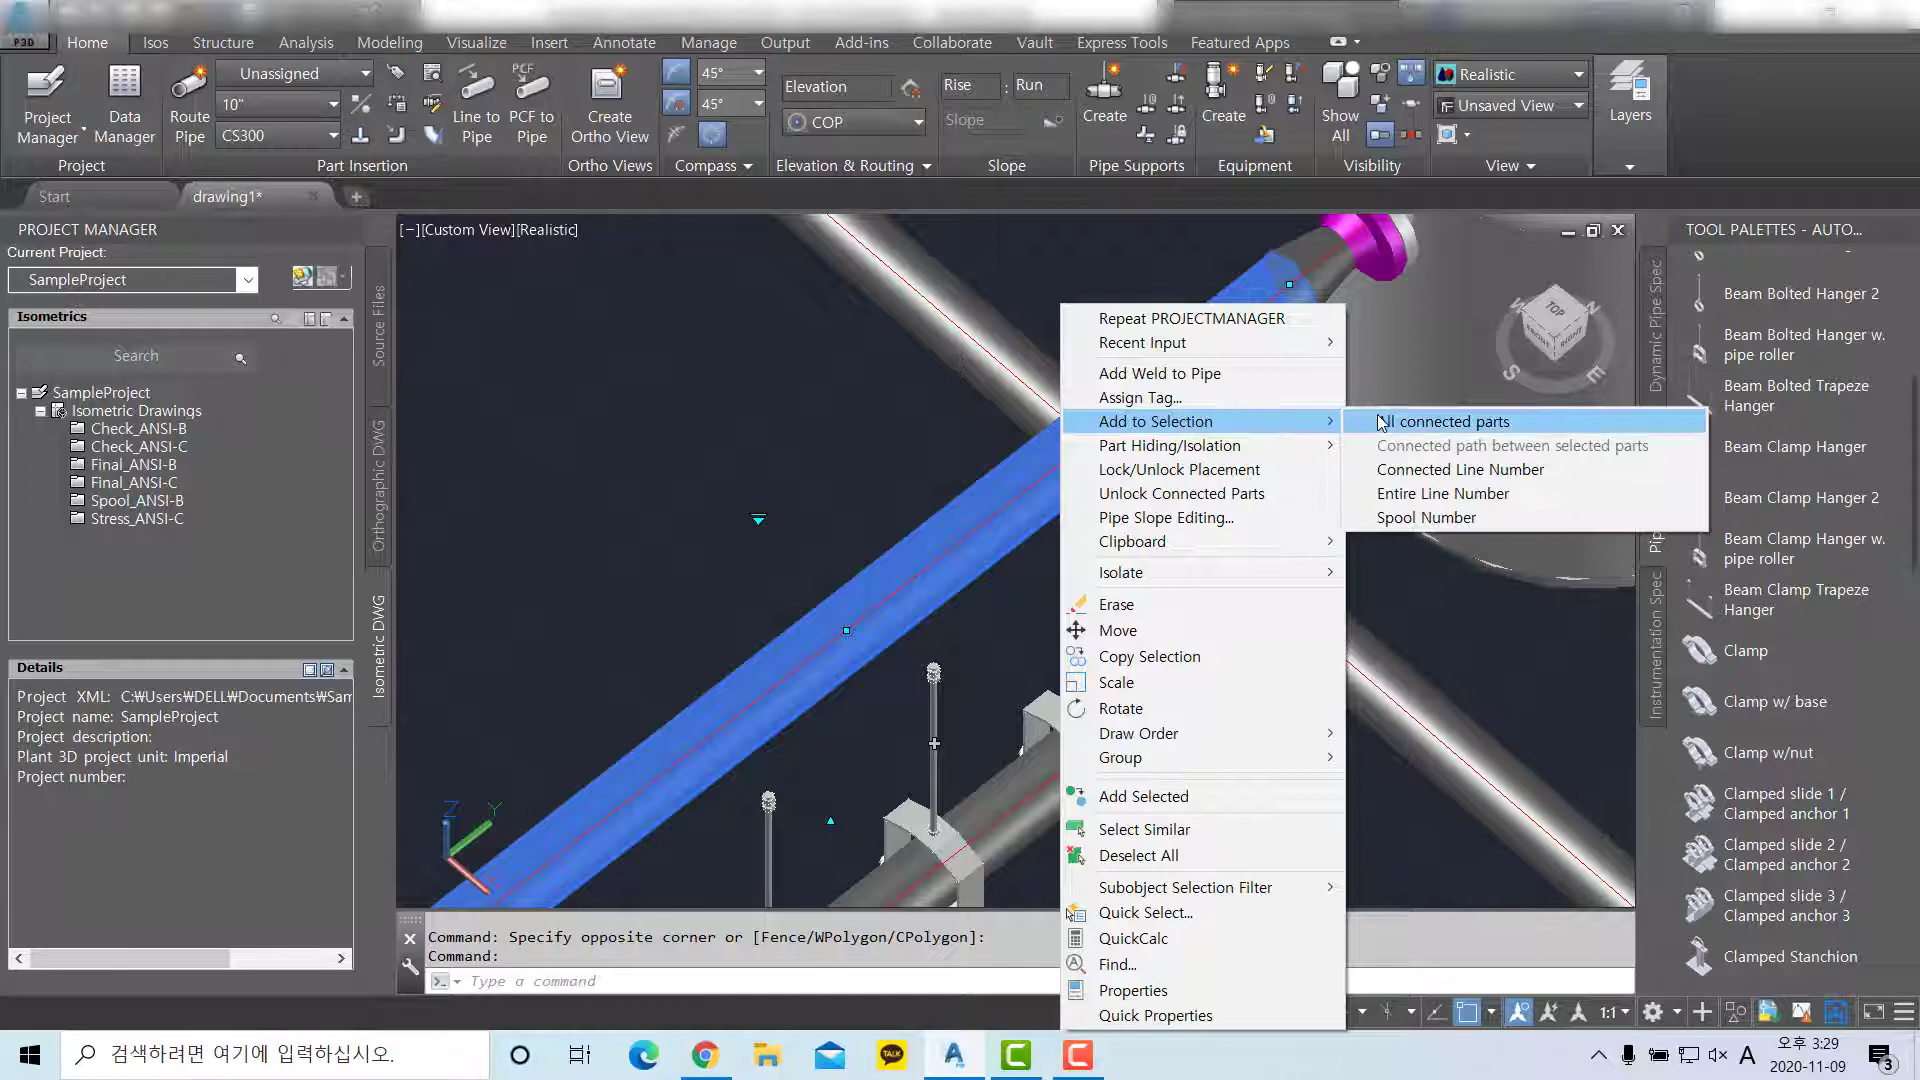 P3D
Home
Isos
Structure
Analysis
Modeling
Visualize
Insert
Annotate
Manage
Output
Add-ins
Collaborate
Vault
Express Tools
Featured Apps
Project
Manager
Data
Manager
Project
Route
Pipe
Unassigned
10"
CS300
Line to
Pipe
PCF
PCF to
Pipe
Part Insertion
Create
Ortho View
Ortho Views
45°
45°
Compass
Elevation
COP
Elevation & Routing
Rise : Run
Slope
Slope
Create
Pipe Supports
Create
Equipment
Show
All
Visibility
Realistic
Unsaved View
View
Layers
Start
drawing1*
PROJECT MANAGER
Current Project:
SampleProject
Isometrics
Search
SampleProject
Isometric Drawings
Check_ANSI-B
Check_ANSI-C
Final_ANSI-B
Final_ANSI-C
Spool_ANSI-B
Stress_ANSI-C
Details
Project XML: C:₩Users₩DELL₩Documents₩Sam
Project name: SampleProject
Project description:
Plant 3D project unit: Imperial
Project number:
Source Files
Orthographic DWG
Isometric DWG
[−][Custom View][Realistic]
Z
Y
TOP
FRONT
RIGHT
W
N
S
E
Repeat PROJECTMANAGER
Recent Input
Add Weld to Pipe
Assign Tag...
Add to Selection
Part Hiding/Isolation
Lock/Unlock Placement
Unlock Connected Parts
Pipe Slope Editing...
Clipboard
Isolate
Erase
Move
Copy Selection
Scale
Rotate
Draw Order
Group
Add Selected
Select Similar
Deselect All
Subobject Selection Filter
Quick Select...
QuickCalc
Find...
Properties
Quick Properties
ll connected parts
Connected path between selected parts
Connected Line Number
Entire Line Number
Spool Number
Command: Specify opposite corner or [Fence/WPolygon/CPolygon]:
Command:
Type a command
TOOL PALETTES - AUTO...
Dynamic Pipe Spec
Instrumentation Spec
Beam Bolted Hanger 2
Beam Bolted Hanger w.
pipe roller
Beam Bolted Trapeze
Hanger
Beam Clamp Hanger
Beam Clamp Hanger 2
Beam Clamp Hanger w.
pipe roller
Beam Clamp Trapeze
Hanger
Clamp
Clamp w/ base
Clamp w/nut
Clamped slide 1 /
Clamped anchor 1
Clamped slide 2 /
Clamped anchor 2
Clamped slide 3 /
Clamped anchor 3
Clamped Stanchion
1:1
검색하려면 여기에 입력하십시오.
TALK
A
오후 3:29
2020-11-09
3